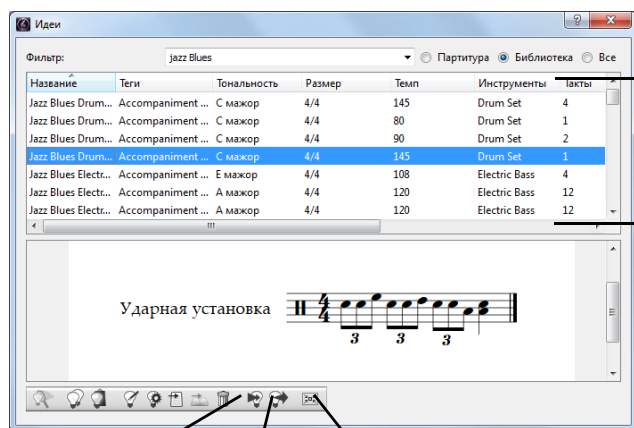 Идеи
Фильтр: jazz Blues Партитура Библиотека Все
Название Теги Тональность Размер Темп Инструменты Такты
Jazz Blues Drum... Accompaniment ... C мажор 4/4 145 Drum Set 4
Jazz Blues Drum... Accompaniment ... C мажор 4/4 80 Drum Set 1
Jazz Blues Drum... Accompaniment ... C мажор 4/4 90 Drum Set 2
Jazz Blues Drum... Accompaniment ... C мажор 4/4 145 Drum Set 1
Jazz Blues Electr... Accompaniment ... E мажор 4/4 108 Electric Bass 4
Jazz Blues Electr... Accompaniment ... A мажор 4/4 120 Electric Bass 12
Jazz Blues Electr... Accompaniment ... A мажор 4/4 120 Electric Bass 12
Ударная установка 4 4
3 3 3